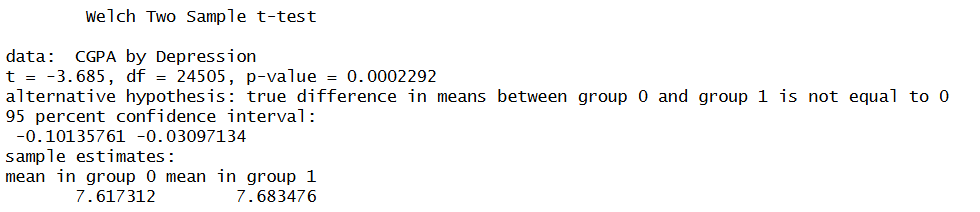 Welch Two Sample t-test
data:  CGPA by Depression
t = -3.685, df = 24505, p-value = 0.0002292
alternative hypothesis: true difference in means between group 0 and group 1 is not equal to 0
95 percent confidence interval:
 -0.10135761 -0.03097134
sample estimates:
mean in group 0 mean in group 1
       7.617312        7.683476